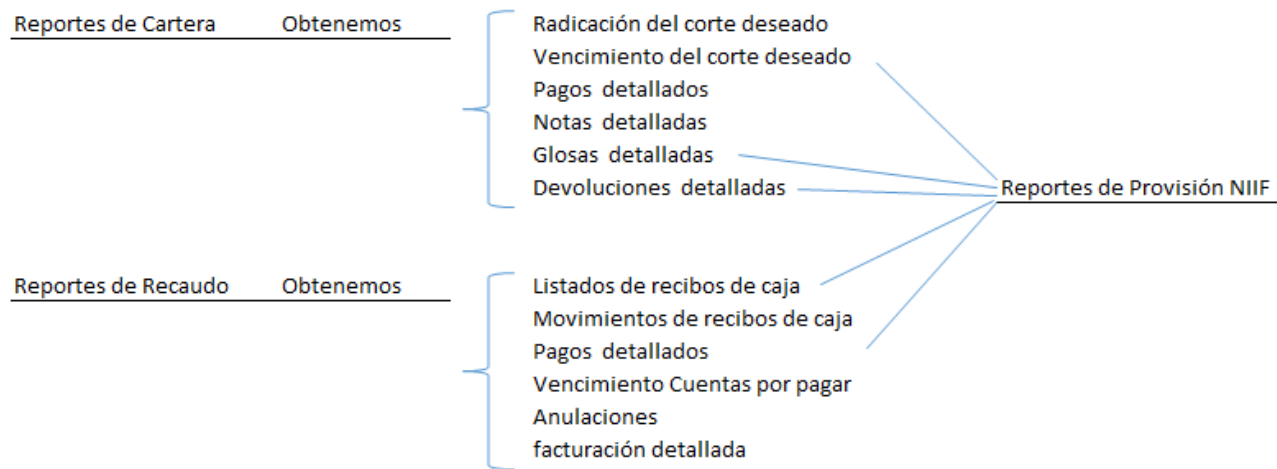 Reportes de Cartera Obtenemos
Radicación del corte deseado
Vencimiento del corte deseado
Pagos detallados
Notas detalladas
Glosas detalladas
Devoluciones detalladas
Reportes de Provisión NIIF
Reportes de Recaudo Obtenemos
Listados de recibos de caja
Movimientos de recibos de caja
Pagos detallados
Vencimiento Cuentas por pagar
Anulaciones
facturación detallada